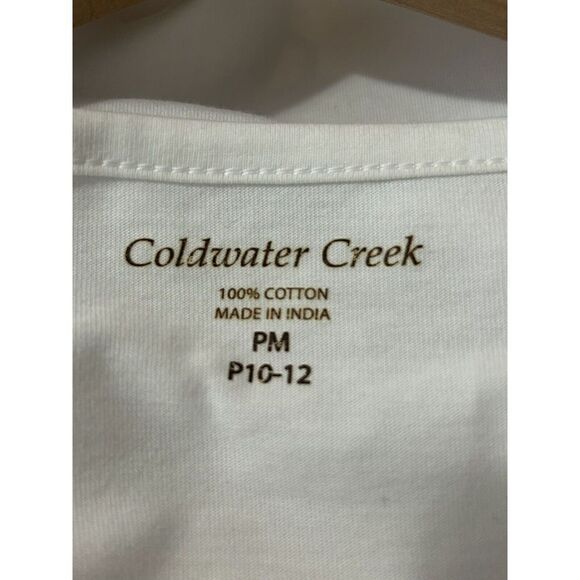 Coldwater Creek
100% COTTON
MADE IN INDIA
PM
P10-12